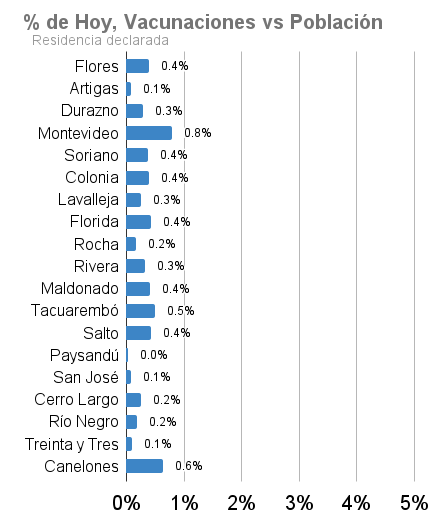 % de Hoy, Vacunaciones vs Población
Residencia declarada
Flores 0.4%
Artigas 0.1%
Durazno 0.3%
Montevideo 0.8%
Soriano 0.4%
Colonia 0.4%
Lavalleja 0.3%
Florida 0.4%
Rocha 0.2%
Rivera 0.3%
Maldonado 0.4%
Tacuarembó 0.5%
Salto 0.4%
Paysandú 0.0%
San José 0.1%
Cerro Largo 0.2%
Río Negro 0.2%
Treinta y Tres 0.1%
Canelones 0.6%
0% 1% 2% 3% 4% 5%